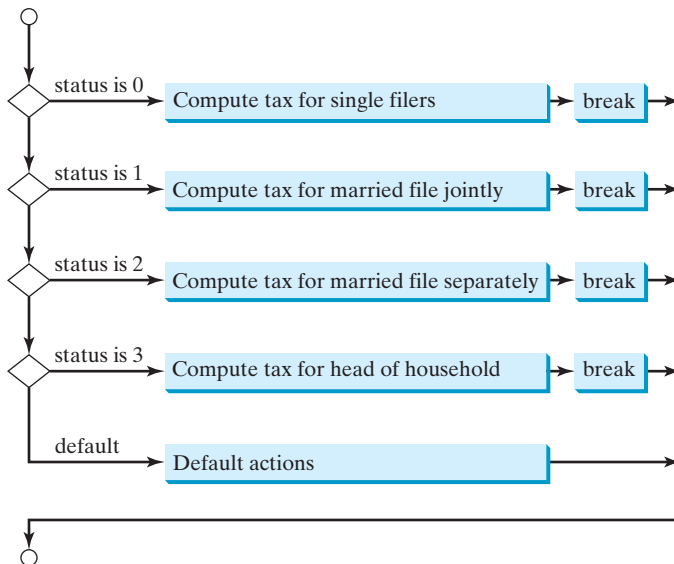 status is 0
Compute tax for single filers
break
status is 1
Compute tax for married file jointly
break
status is 2
Compute tax for married file separately
break
status is 3
Compute tax for head of household
break
default
Default actions